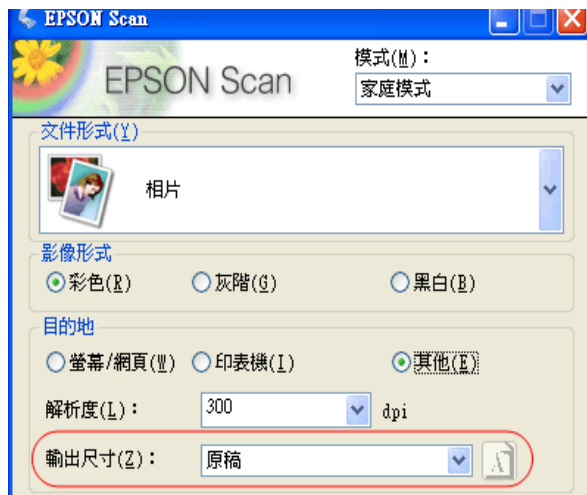 EPSON Scan
EPSON Scan
模式(M):
家庭模式
文件形式(Y)
相片
影像形式
彩色(R) 灰階(G) 黑白(B)
目的地
螢幕/網頁(W) 印表機(I) 其他(E)
解析度(L): 300 dpi
輸出尺寸(Z): 原稿